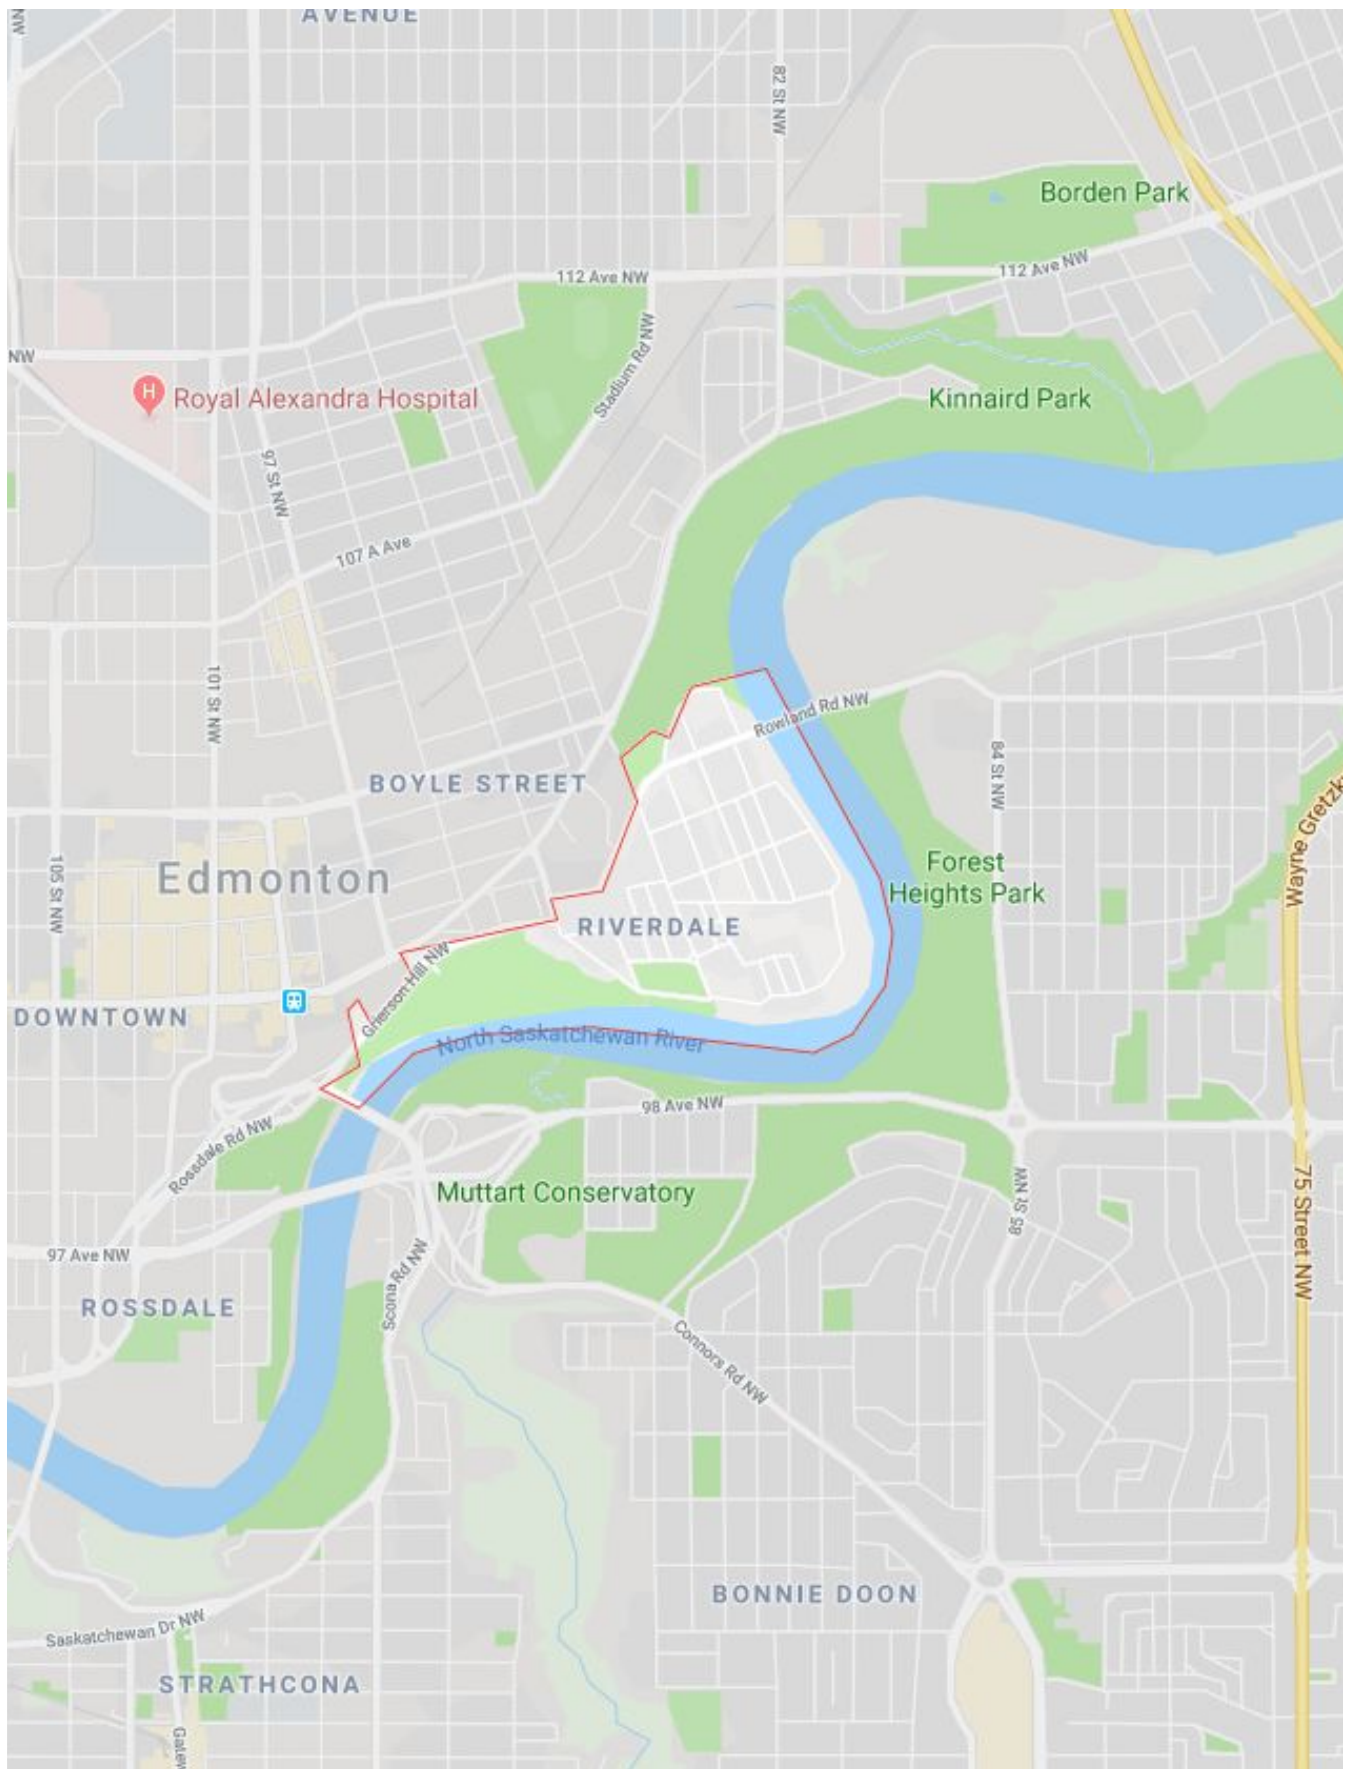 AVENUE
NW
82 St NW
Borden Park
112 Ave NW
112 Ave NW
Stadium Rd NW
NW
H
Royal Alexandra Hospital
Kinnaird Park
97 St NW
107 A Ave
101 St NW
Rowland Rd NW
BOYLE STREET
84 St NW
Wayne Gretzk
105 St NW
Edmonton
Forest
Heights Park
RIVERDALE
Grierson Hill NW
DOWNTOWN
North Saskatchewan River
98 Ave NW
Rossdale Rd NW
Muttart Conservatory
85 St NW
75 Street NW
97 Ave NW
Scona Rd NW
ROSSDALE
Connors Rd NW
BONNIE DOON
Saskatchewan Dr NW
STRATHCONA
Gatew